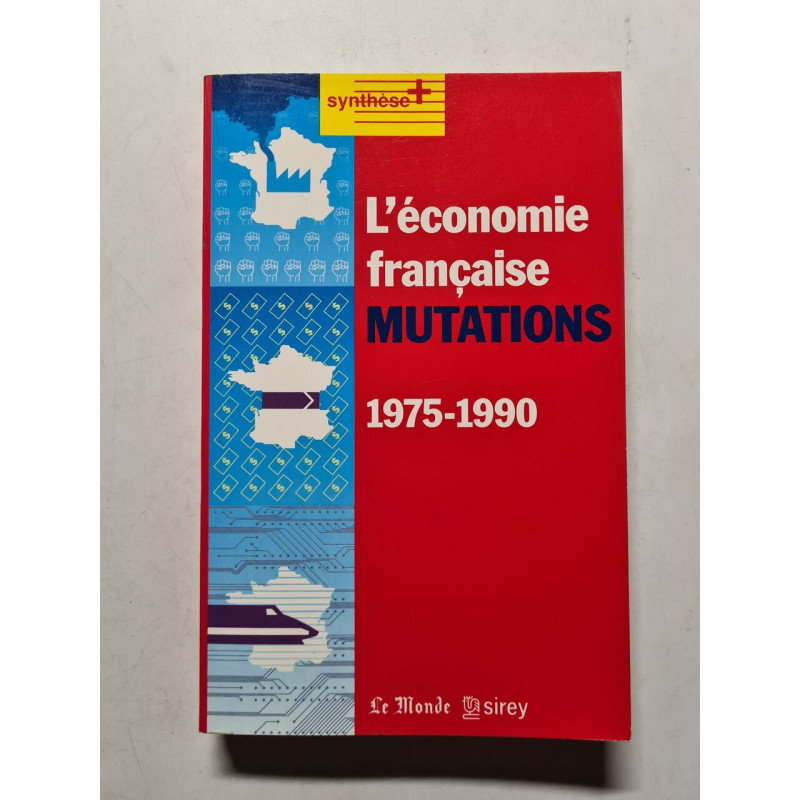 synthèse+
L'économie
française
MUTATIONS
1975-1990
Le Monde sirey